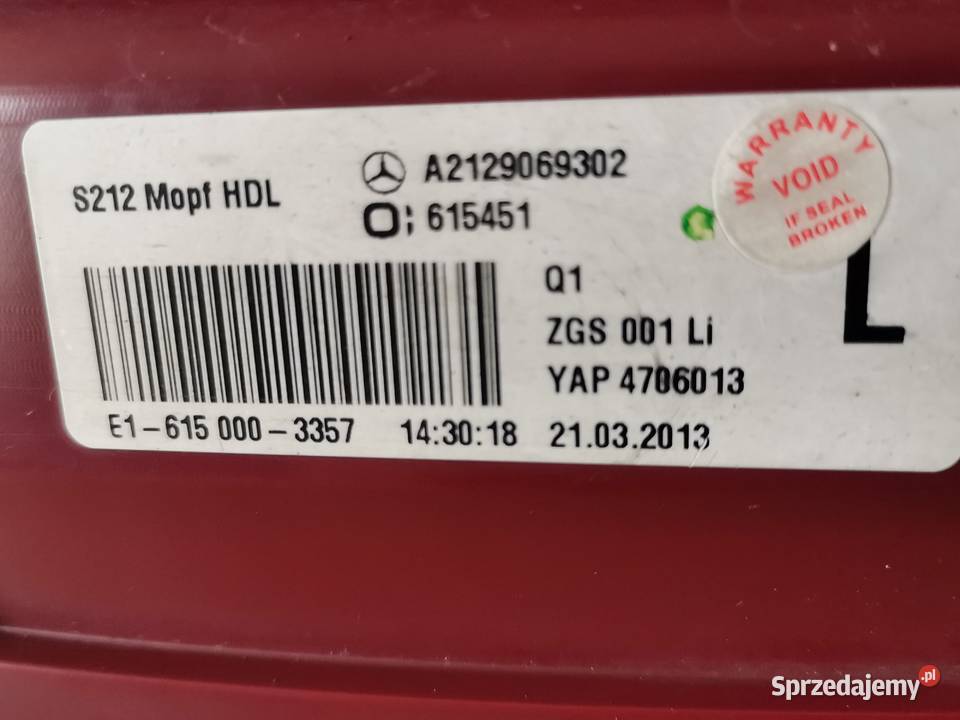 S212 Mopf HDL
A2129069302
O; 615451
WARRANTY
VOID
IF SEAL
BROKEN
L
Q1
ZGS 001 Li
YAP 4706013
E1-615 000-3357 14:30:18 21.03.2013
Sprzedajemy.pl